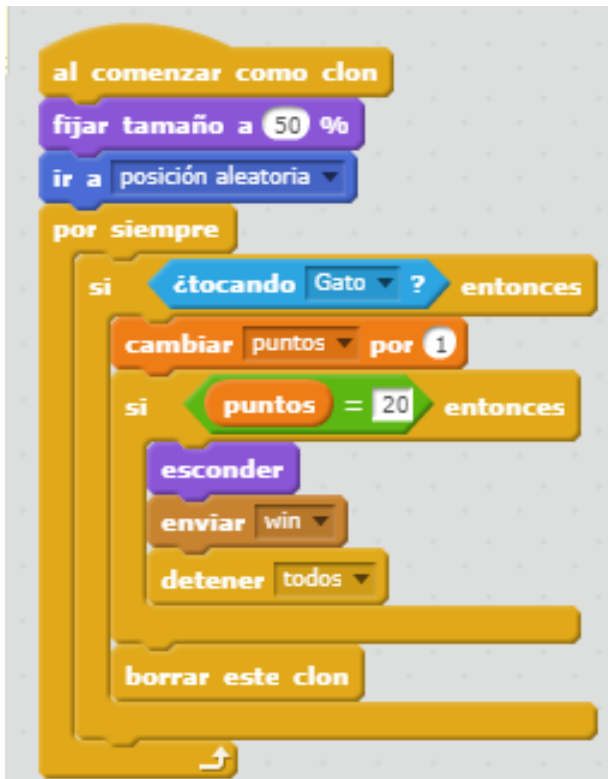 al comenzar como clon
fijar tamaño a 50 %
ir a posición aleatoria
por siempre
si ¿tocando Gato ? entonces
cambiar puntos por 1
si puntos = 20 entonces
esconder
enviar win
detener todos
borrar este clon